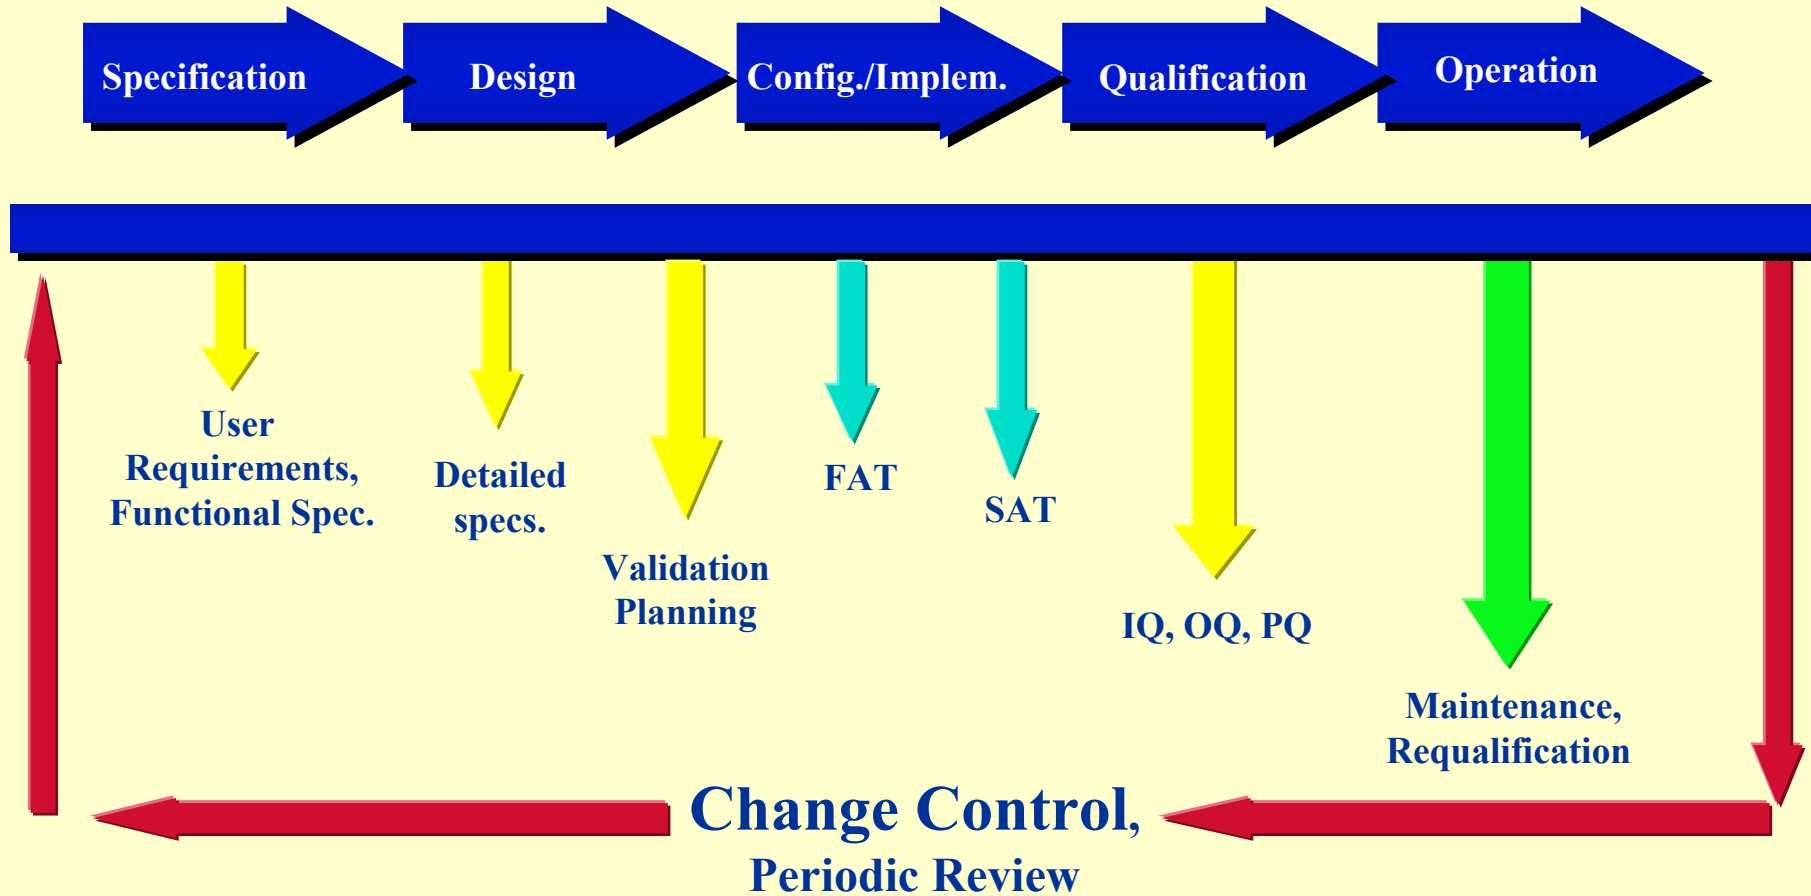 Specification
Design
Config./Implem.
Qualification
Operation
User
Requirements,
Functional Spec.
Detailed
specs.
Validation
Planning
FAT
SAT
IQ, OQ, PQ
Maintenance,
Requalification
Change Control,
Periodic Review